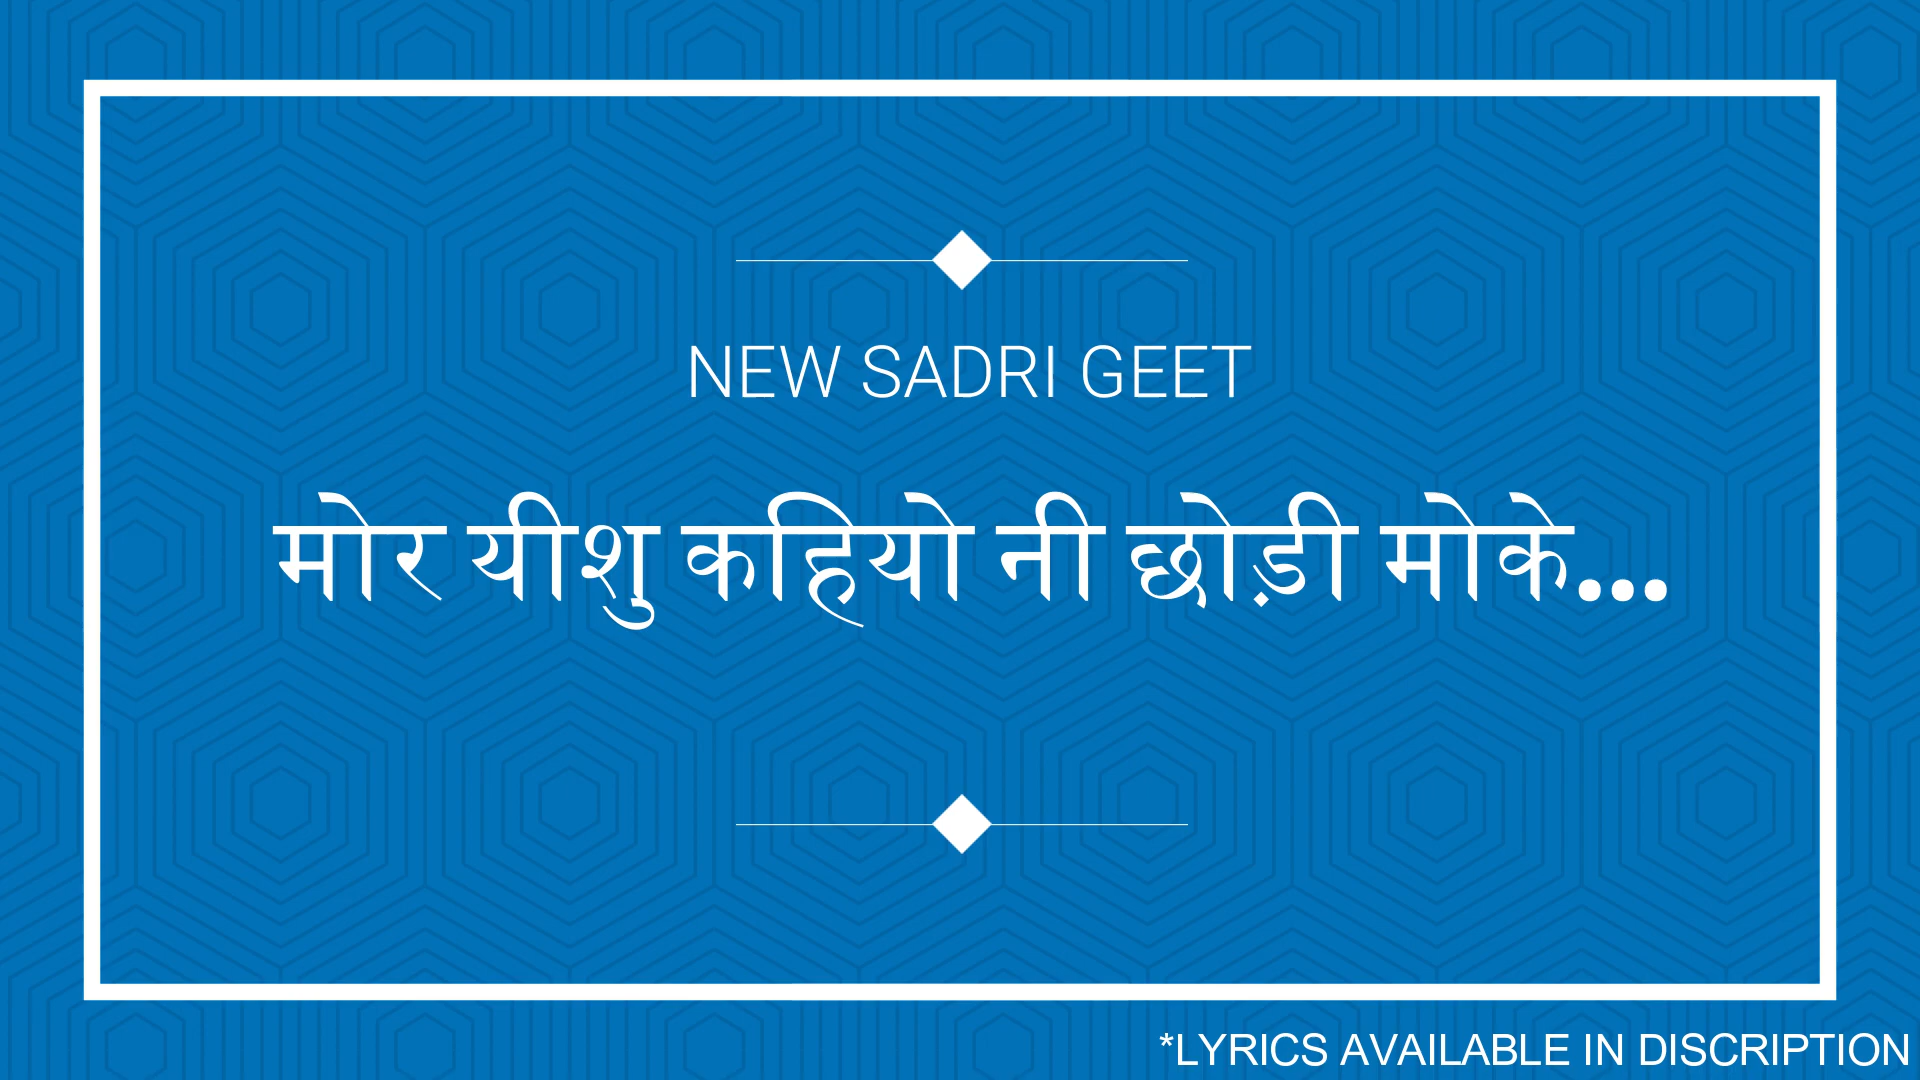 NEW SADRI GEET
मोर यीशु कहियो नी छोड़ी मोके...
*LYRICS AVAILABLE IN DISCRIPTION